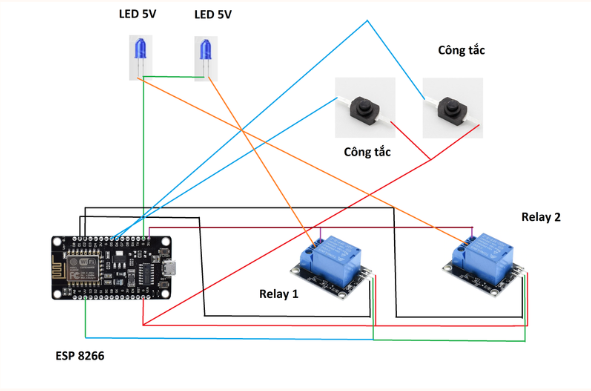 LED 5V
LED 5V
Công tắc
Công tắc
Relay 2
Relay 1
ESP 8266